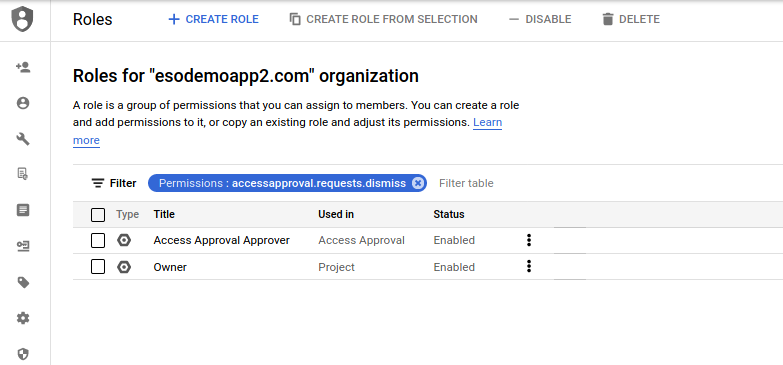 Roles
CREATE ROLE
CREATE ROLE FROM SELECTION
DISABLE
DELETE
Roles for "esodemoapp2.com" organization
A role is a group of permissions that you can assign to members. You can create a role
and add permissions to it, or copy an existing role and adjust its permissions. Learn
more
Filter
Permissions : accessapproval.requests.dismiss
Filter table
Type Title Used in Status
Access Approval Approver Access Approval Enabled
Owner Project Enabled